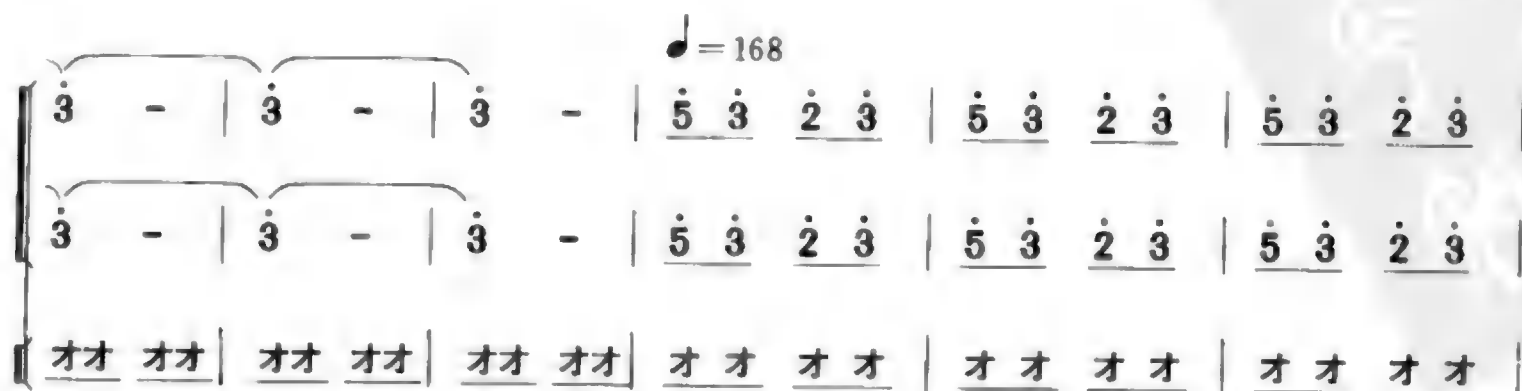 ♩= 168
3̇ - | 3̇ - | 3̇ - | 5̇ 3̇ 2̇ 3̇ | 5̇ 3̇ 2̇ 3̇ | 5̇ 3̇ 2̇ 3̇ |
3̇ - | 3̇ - | 3̇ - | 5̇ 3̇ 2̇ 3̇ | 5̇ 3̇ 2̇ 3̇ | 5̇ 3̇ 2̇ 3̇ |
オオ オオ | オオ オオ | オオ オオ | オ オ オ オ | オ オ オ オ | オ オ オ オ |